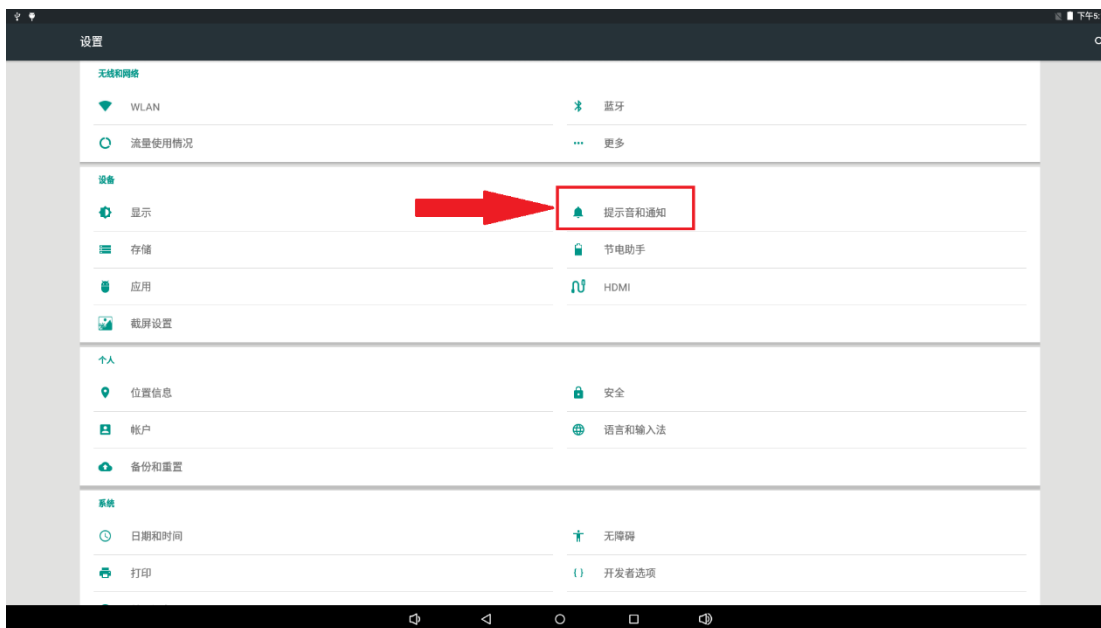 下午5:
设置
无线和网络
WLAN
蓝牙
流量使用情况
更多
设备
显示
提示音和通知
存储
节电助手
应用
HDMI
截屏设置
个人
位置信息
安全
帐户
语言和输入法
备份和重置
系统
日期和时间
无障碍
打印
开发者选项